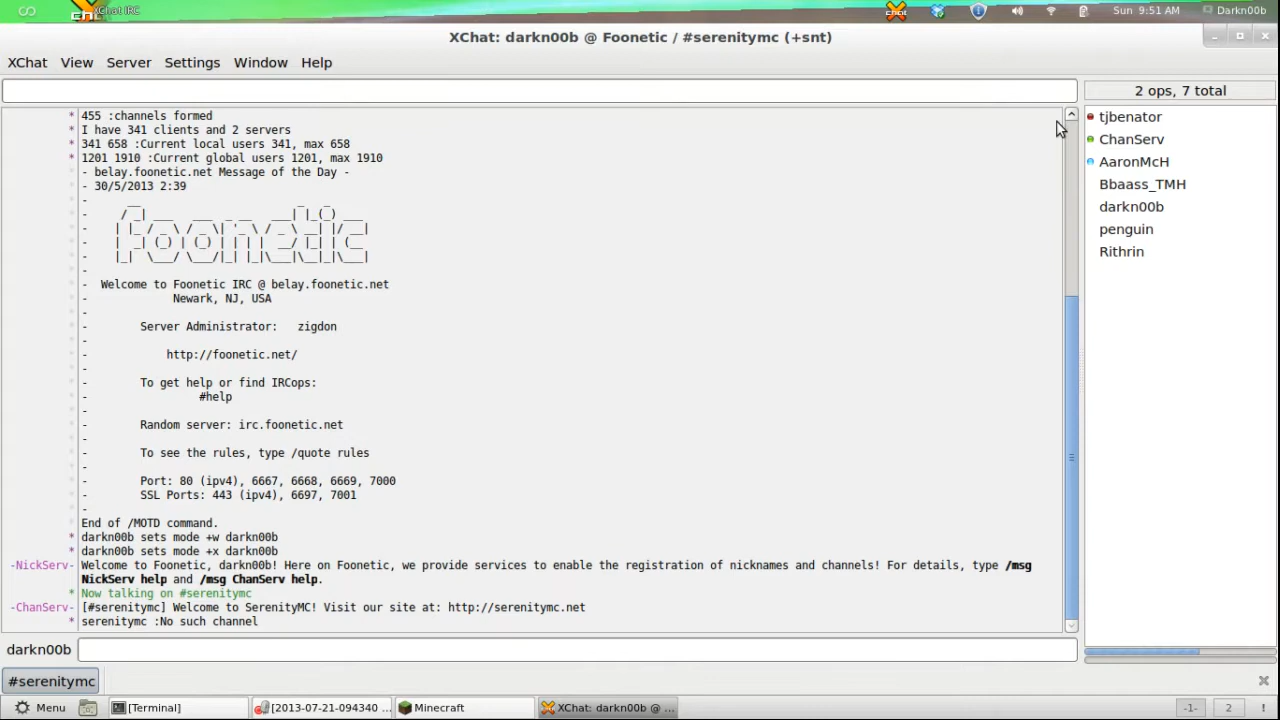 XChat IRC
Sun 9:51 AM
Darkn00b
XChat: darkn00b @ Foonetic / #serenitymc (+snt)
XChat View Server Settings Window Help
2 ops, 7 total
* 455 :channels formed
* I have 341 clients and 2 servers
* 341 658 :Current local users 341, max 658
* 1201 1910 :Current global users 1201, max 1910
* - belay.foonetic.net Message of the Day -
* - 30/5/2013 2:39
foonetic
* - Welcome to Foonetic IRC @ belay.foonetic.net
* - Newark, NJ, USA
* - Server Administrator: zigdon
* - http://foonetic.net/
* - To get help or find IRCops:
* - #help
* - Random server: irc.foonetic.net
* - To see the rules, type /quote rules
* - Port: 80 (ipv4), 6667, 6668, 6669, 7000
* - SSL Ports: 443 (ipv4), 6697, 7001
* -
* End of /MOTD command.
* darkn00b sets mode +w darkn00b
* darkn00b sets mode +x darkn00b
-NickServ- Welcome to Foonetic, darkn00b! Here on Foonetic, we provide services to enable the registration of nicknames and channels! For details, type /msg
NickServ help and /msg ChanServ help.
* Now talking on #serenitymc
-ChanServ- [#serenitymc] Welcome to SerenityMC! Visit our site at: http://serenitymc.net
* serenitymc :No such channel
tjbenator
ChanServ
AaronMcH
Bbaass_TMH
darkn00b
penguin
Rithrin
darkn00b
#serenitymc
Menu
[Terminal]
[2013-07-21-094340 ...
Minecraft
XChat: darkn00b @ ...
-1-
2
!